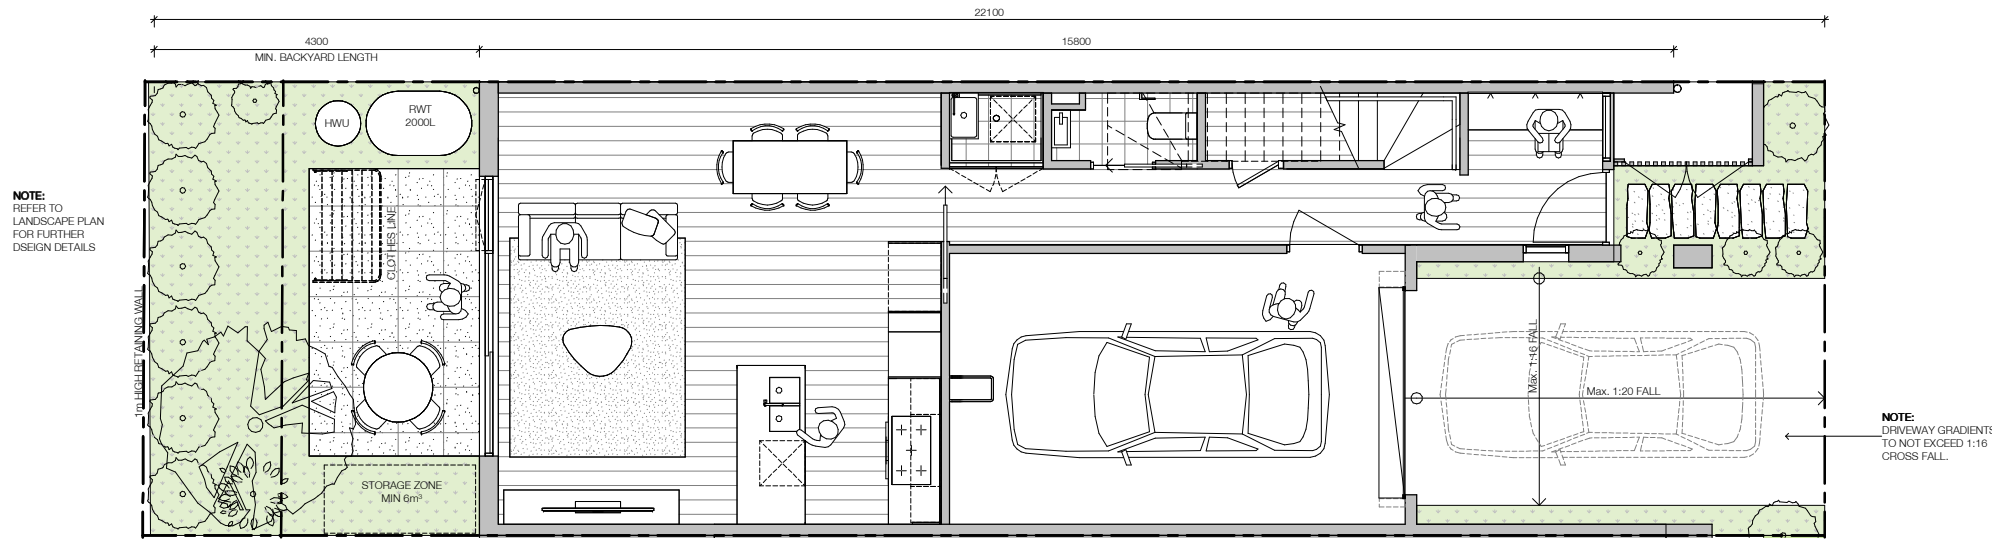 22100
4300
15800
MIN. BACKYARD LENGTH
HWU
RWT
2000L
NOTE:
REFER TO
LANDSCAPE PLAN
FOR FURTHER
DSEIGN DETAILS
CLOTHES LINE
1m HIGH RETAINING WALL
STORAGE ZONE
MIN 6m³
Max. 1:16 FALL
Max. 1:20 FALL
NOTE:
DRIVEWAY GRADIENTS
TO NOT EXCEED 1:16
CROSS FALL.